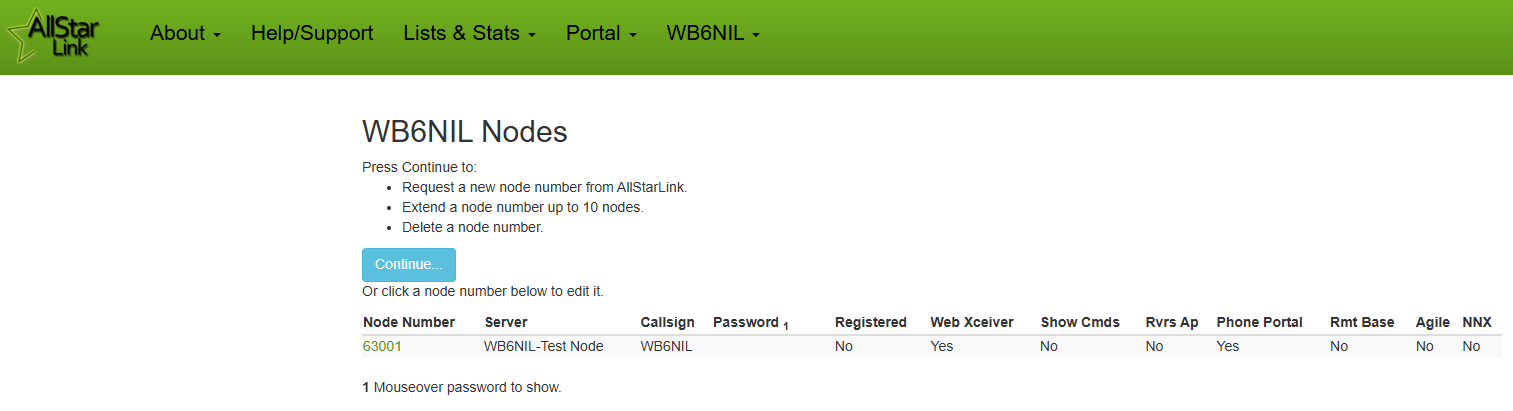 AllStar
Link
About Help/Support Lists & Stats Portal WB6NIL
WB6NIL Nodes
Press Continue to:
• Request a new node number from AllStarLink.
• Extend a node number up to 10 nodes.
• Delete a node number.
Continue...
Or click a node number below to edit it.
Node Number Server Callsign Password 1 Registered Web Xceiver Show Cmds Rvrs Ap Phone Portal Rmt Base Agile NNX
63001 WB6NIL-Test Node WB6NIL No Yes No No Yes No No No
1 Mouseover password to show.